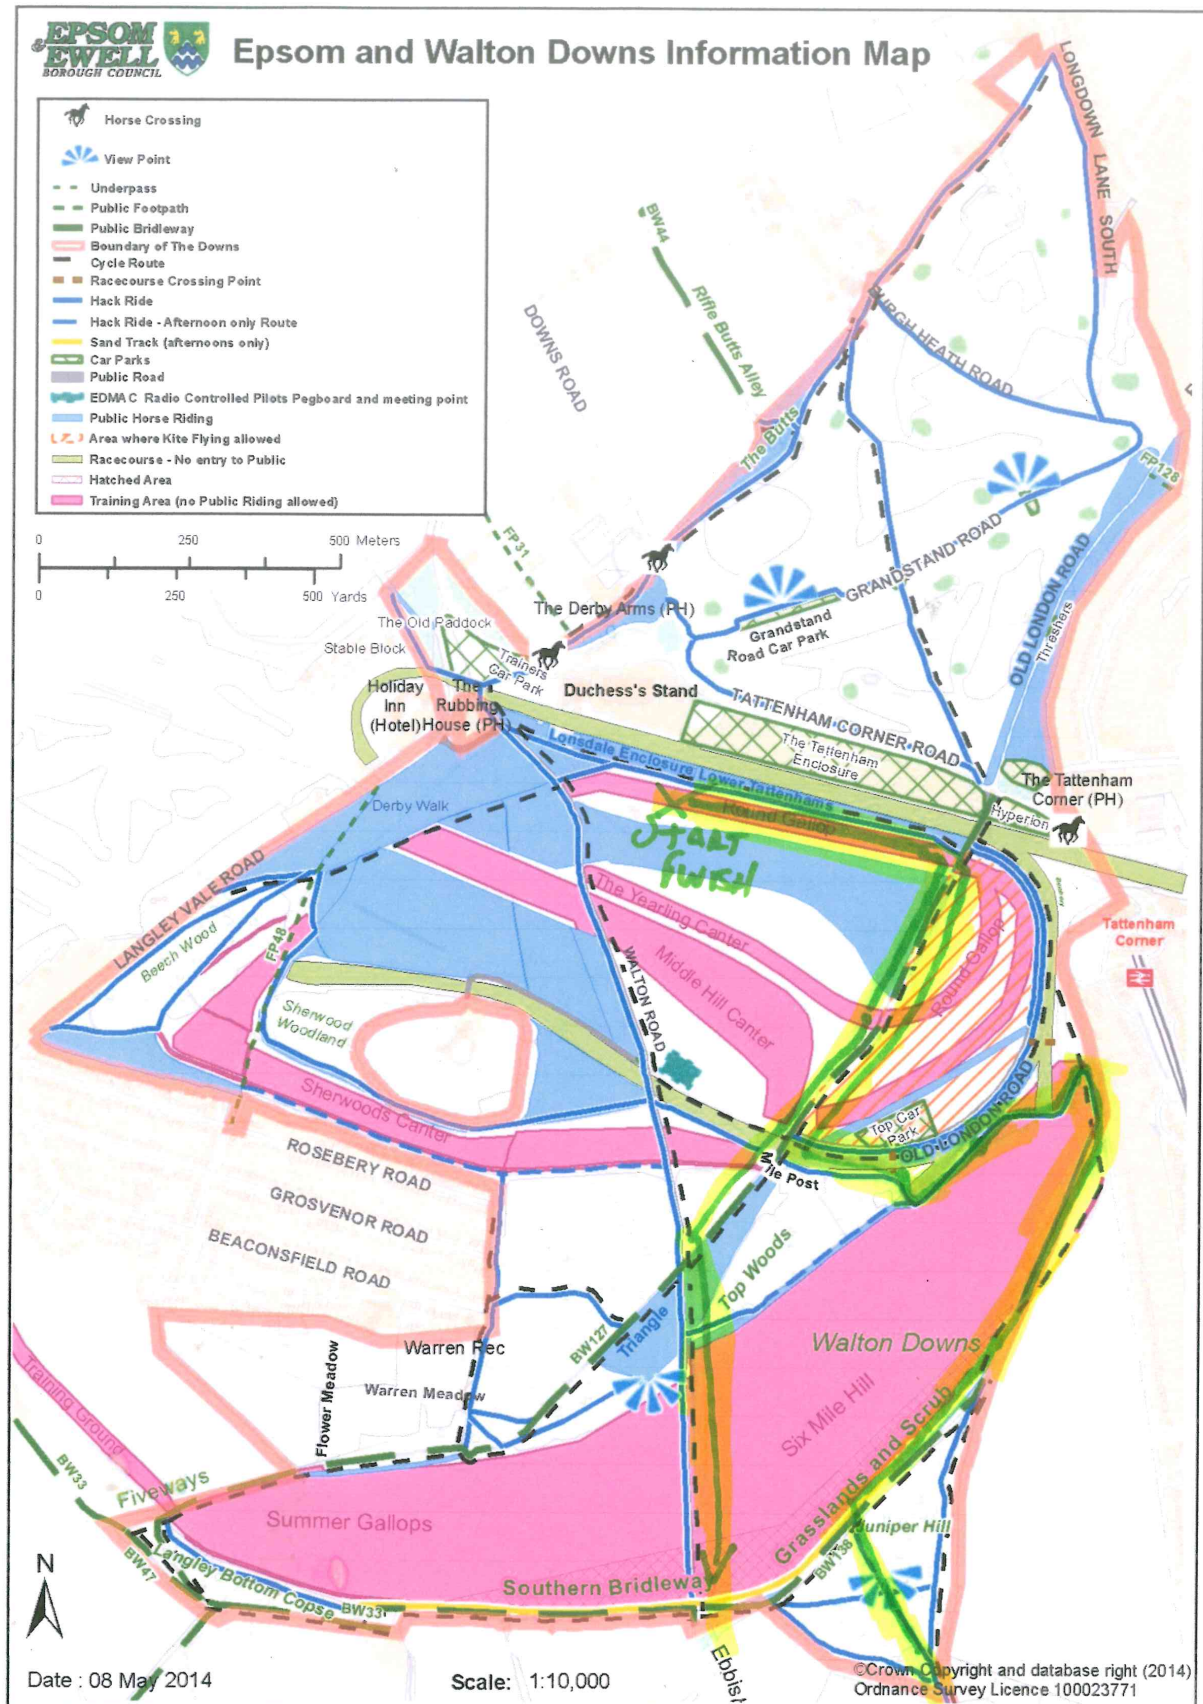 EPSOM
& EWELL
BOROUGH COUNCIL
Epsom and Walton Downs Information Map
Horse Crossing
View Point
Underpass
Public Footpath
Public Bridleway
Boundary of The Downs
Cycle Route
Racecourse Crossing Point
Hack Ride
Hack Ride - Afternoon only Route
Sand Track (afternoons only)
Car Parks
Public Road
EDMAC Radio Controlled Pilots Pegboard and meeting point
Public Horse Riding
Area where Kite Flying allowed
Racecourse - No entry to Public
Hatched Area
Training Area (no Public Riding allowed)
0 250 500 Meters
0 250 500 Yards
LONGDOWN LANE SOUTH
BW44
Rifle Butts Alley
DOWNS ROAD
BURGH HEATH ROAD
The Butts
FP128
FP31
GRANDSTAND ROAD
OLD LONDON ROAD
Threshers
The Derby Arms (PH)
Grandstand
Road Car Park
The Old Paddock
Stable Block
Trainers
Car Park
Holiday
Inn
(Hotel)
The
Rubbing
House (PH)
Duchess's Stand
TATTENHAM CORNER ROAD
The Tattenham
Enclosure
The Tattenham
Corner (PH)
Hyperion
Lonsdale Enclosure
Lower Tattenhams
Derby Walk
Round Gallop
START
FINISH
LANGLEY VALE ROAD
Beech Wood
FP48
The Yearling Canter
Middle Hill Canter
WALTON ROAD
Round Gallop
Tattenham
Corner
Sherwood
Woodland
Sherwoods Canter
Top Car
Park
OLD LONDON ROAD
Mile Post
ROSEBERY ROAD
GROSVENOR ROAD
BEACONSFIELD ROAD
Top Woods
Triangle
BW127
Warren Rec
Warren Meadow
Flower Meadow
Walton Downs
Six Mile Hill
Grasslands and Scrub
Training Ground
BW33
Fiveways
Summer Gallops
Juniper Hill
BW138
BW47
Langley Bottom Copse
BW33
Southern Bridleway
N
Date : 08 May 2014
Scale: 1:10,000
©Crown Copyright and database right (2014)
Ordnance Survey Licence 100023771